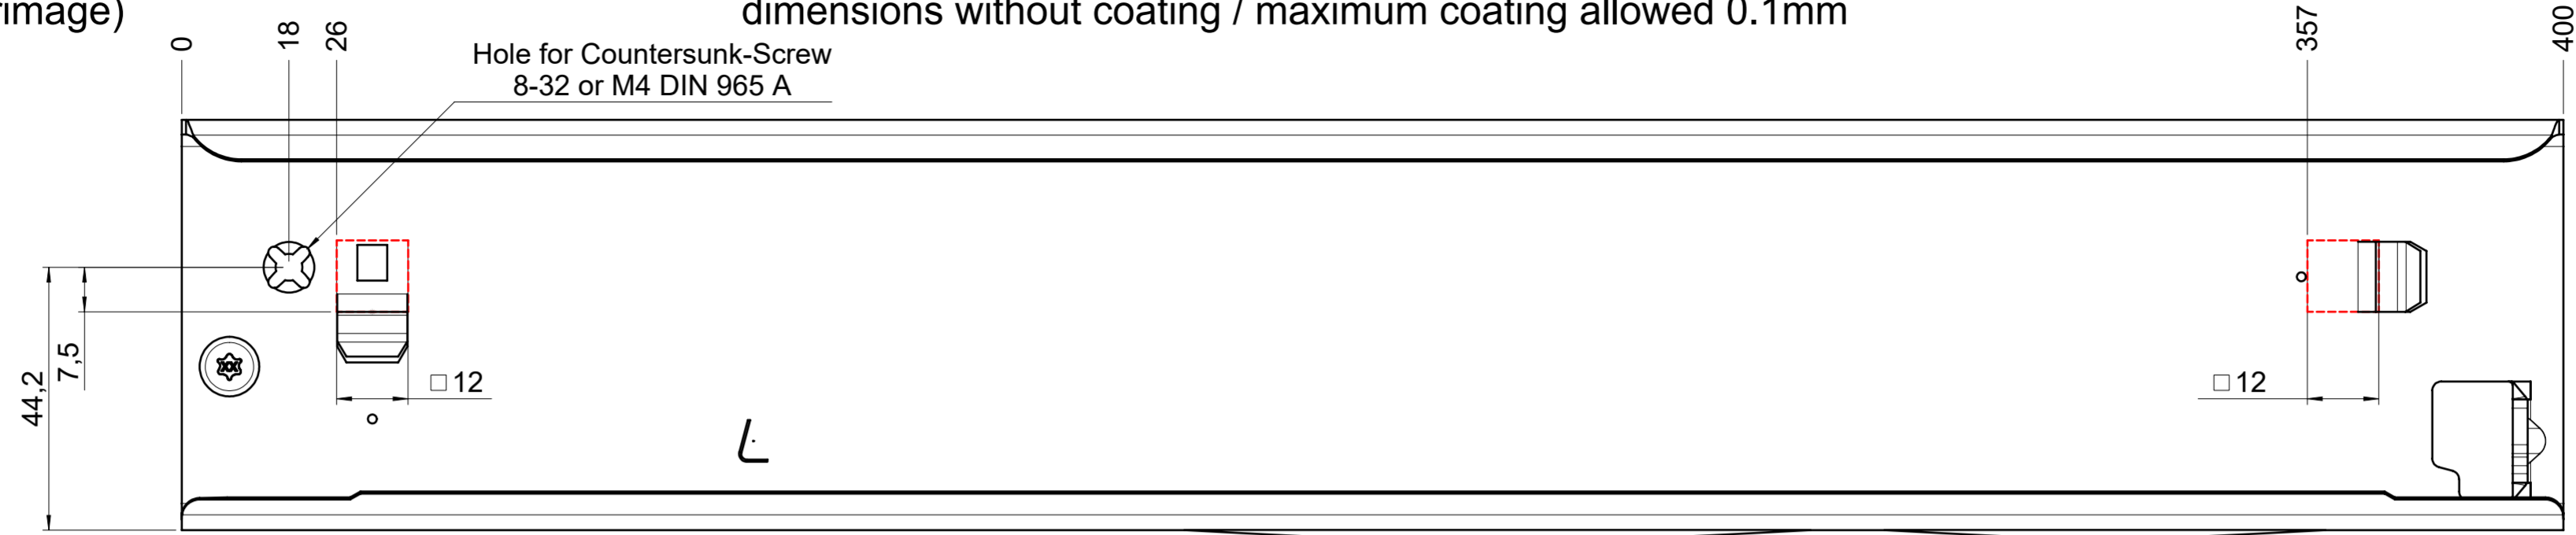 rimage)
dimensions without coating / maximum coating allowed 0.1mm
0
18
26
357
400
Hole for Countersunk-Screw
8-32 or M4 DIN 965 A
44,2
7,5
□12
□12